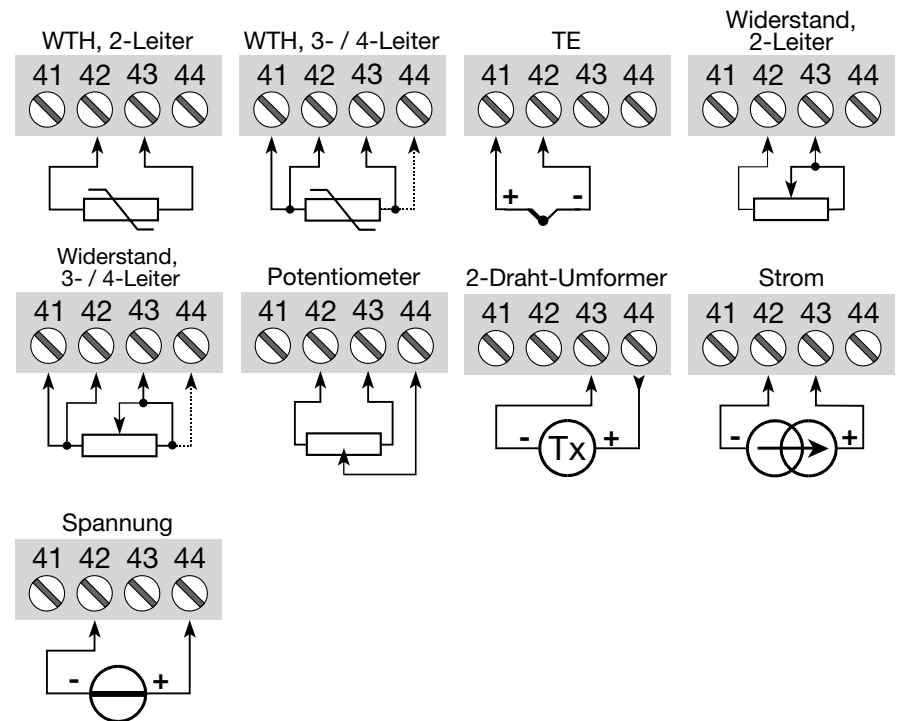 WTH, 2-Leiter
41 42 43 44
WTH, 3- / 4-Leiter
41 42 43 44
TE
41 42 43 44
+ -
Widerstand,
2-Leiter
41 42 43 44
Widerstand,
3- / 4-Leiter
41 42 43 44
Potentiometer
41 42 43 44
2-Draht-Umformer
41 42 43 44
- Tx +
Strom
41 42 43 44
- +
Spannung
41 42 43 44
- +